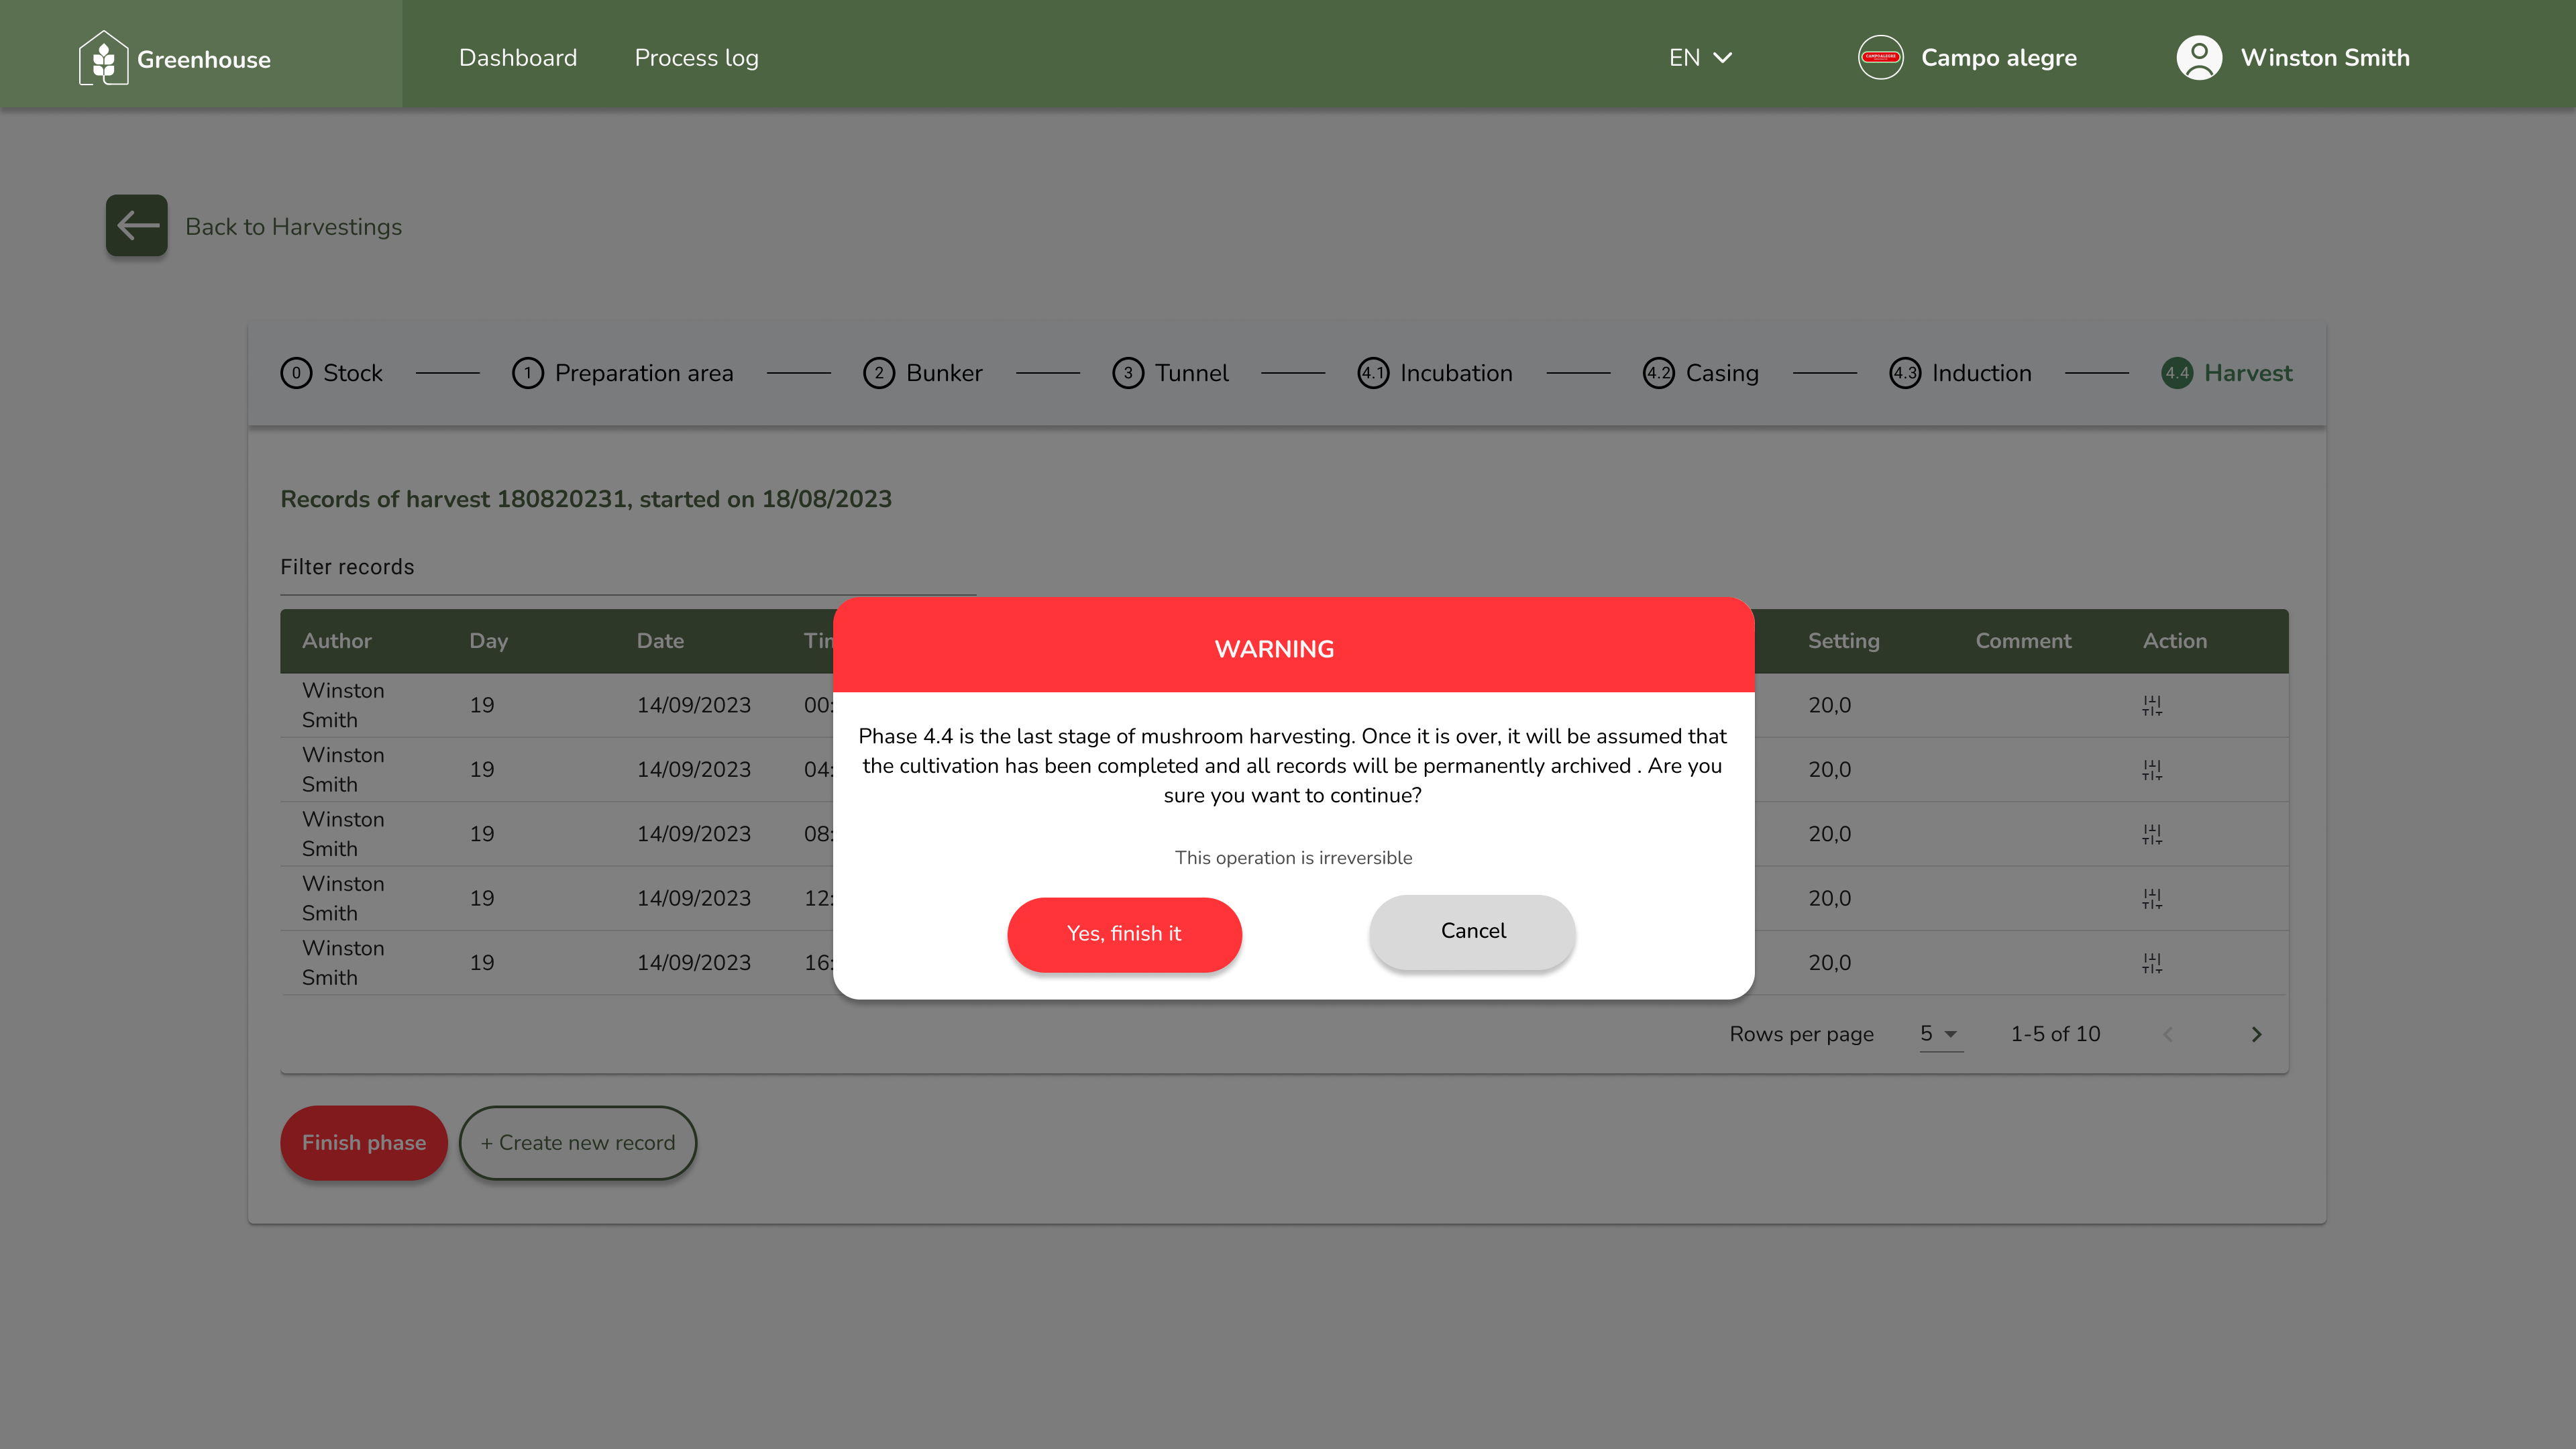 Greenhouse
Dashboard
Process log
EN
CAMPOALEGRE
Campo alegre
Winston Smith
Back to Harvestings
0 Stock
1 Preparation area
2 Bunker
3 Tunnel
4.1 Incubation
4.2 Casing
4.3 Induction
4.4 Harvest
Records of harvest 180820231, started on 18/08/2023
Filter records
Author Day Date Setting Comment Action
Winston
Smith
19 14/09/2023 00: 20,0
Winston
Smith
19 14/09/2023 04: 20,0
Winston
Smith
19 14/09/2023 08: 20,0
Winston
Smith
19 14/09/2023 12: 20,0
Winston
Smith
19 14/09/2023 16: 20,0
WARNING
Phase 4.4 is the last stage of mushroom harvesting. Once it is over, it will be assumed that
the cultivation has been completed and all records will be permanently archived . Are you
sure you want to continue?
This operation is irreversible
Yes, finish it
Cancel
Rows per page 5 1-5 of 10
Finish phase
+ Create new record